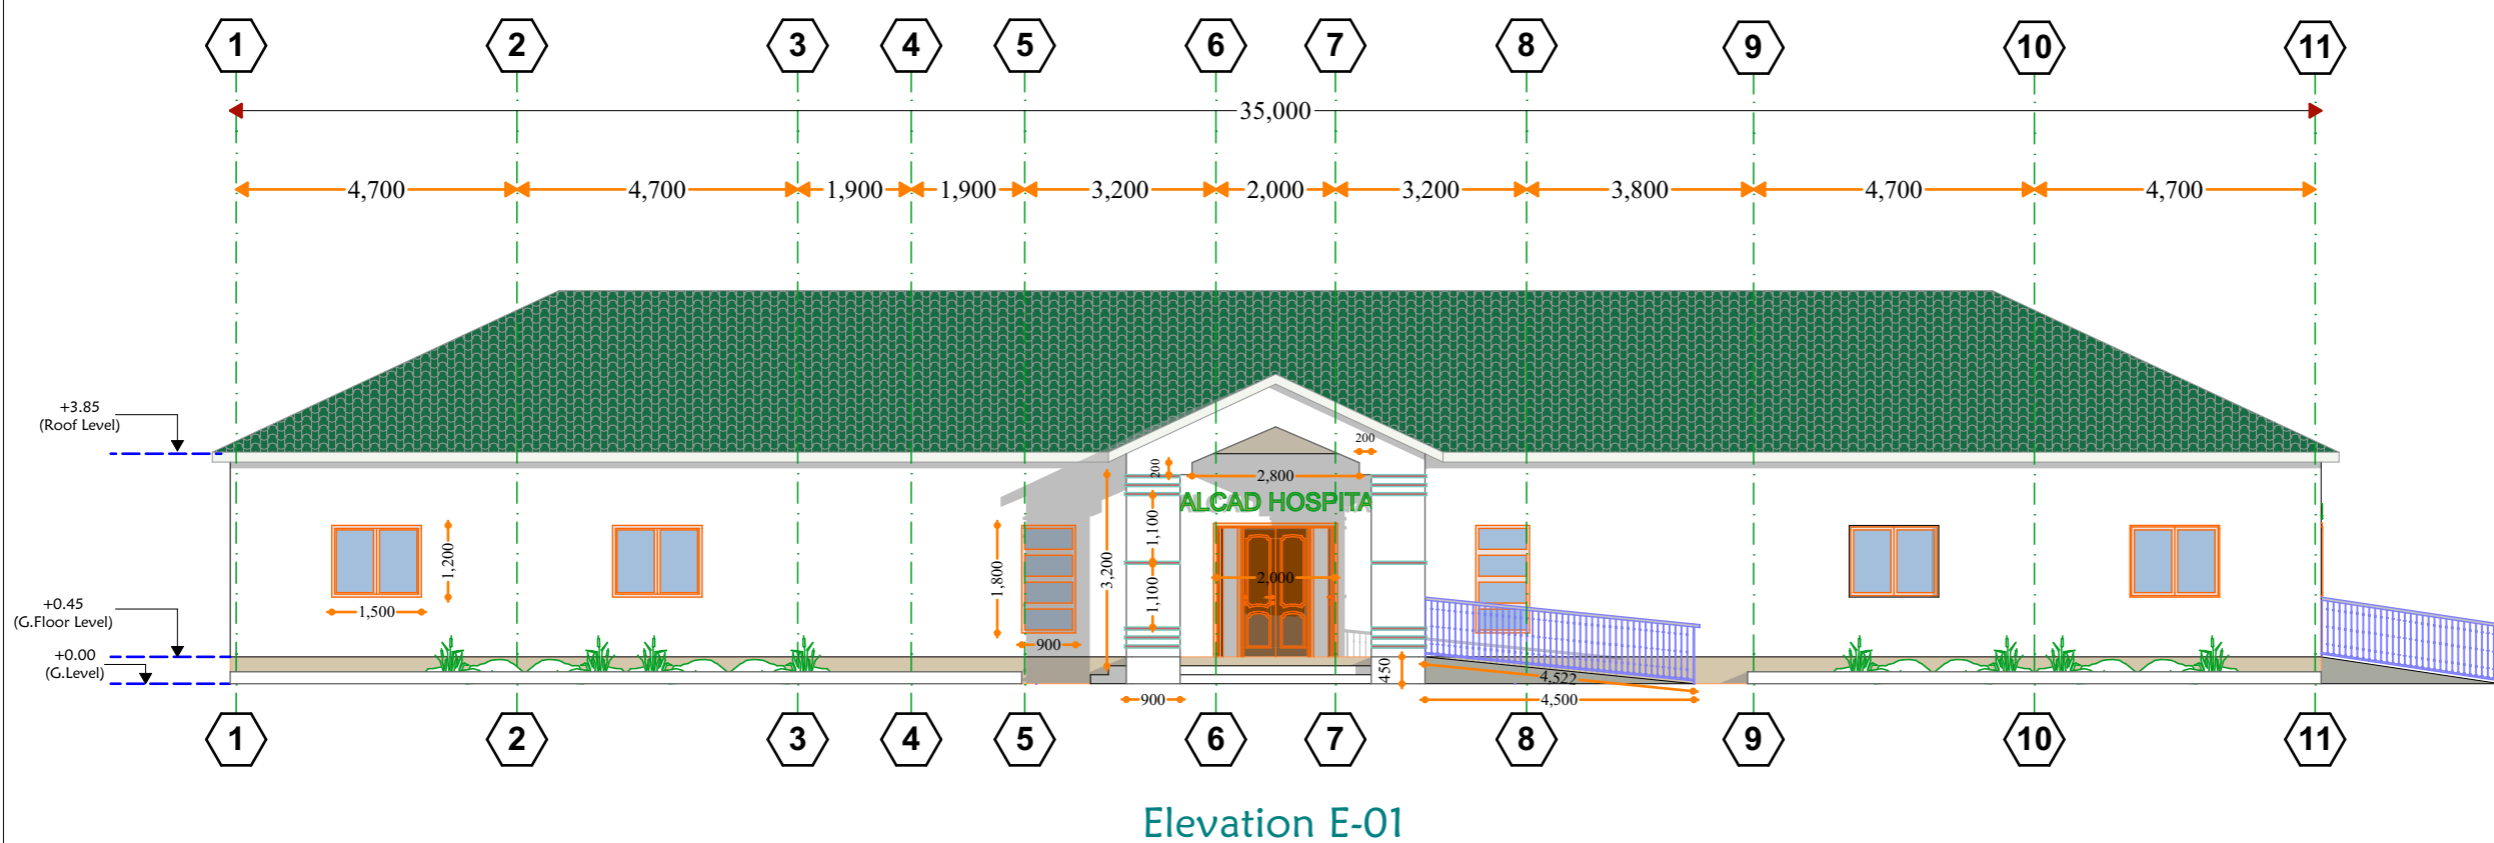 1 2 3 4 5 6 7 8 9 10 11
35,000
4,700 4,700 1,900 1,900 3,200 2,000 3,200 3,800 4,700 4,700
+3.85
(Roof Level)
200
200
2,800
ALCAD HOSPITA
1,100
1,200
1,800
3,200
2,000
1,100
1,500
+0.45
(G.Floor Level)
900
+0.00
(G.Level)
450
4,522
900
4,500
1 2 3 4 5 6 7 8 9 10 11
Elevation E-01